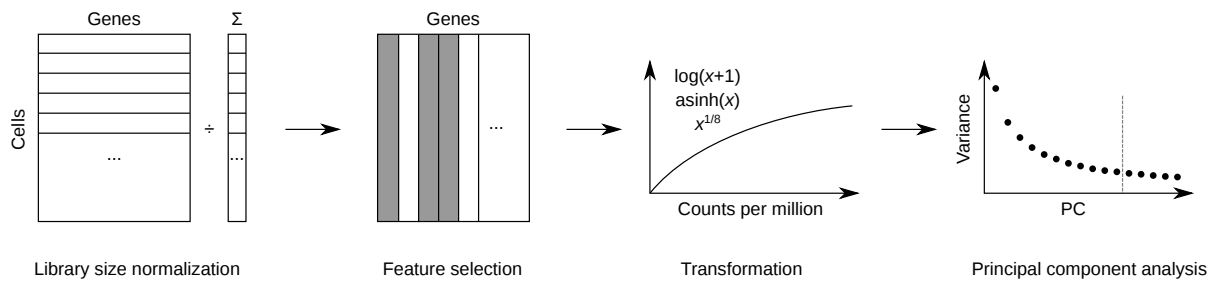 Genes Σ
Cells
÷
...
...
Library size normalization
Genes
...
Feature selection
log(x+1)
asinh(x)
x^1/8
Counts per million
Transformation
Variance
PC
Principal component analysis